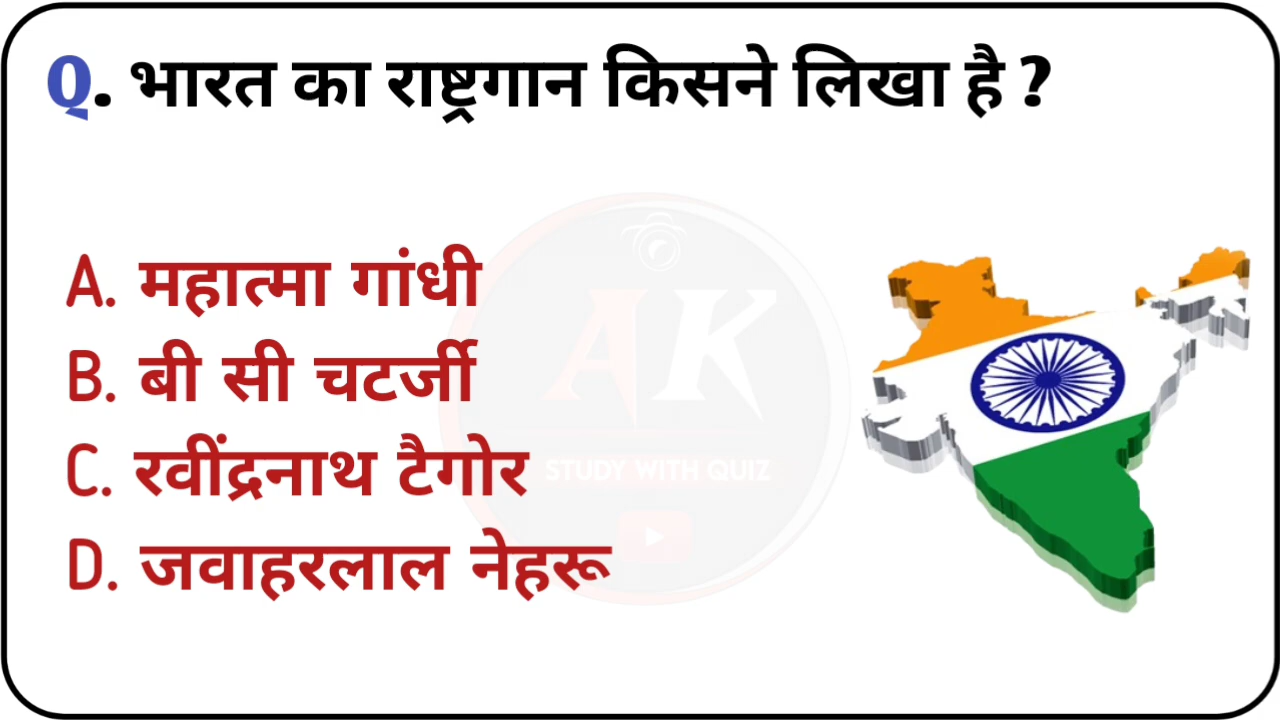 Q. भारत का राष्ट्रगान किसने लिखा है ?
A. महात्मा गांधी
B. बी सी चटर्जी
C. रवींद्रनाथ टैगोर
D. जवाहरलाल नेहरू
AK
STUDY WITH QUIZ